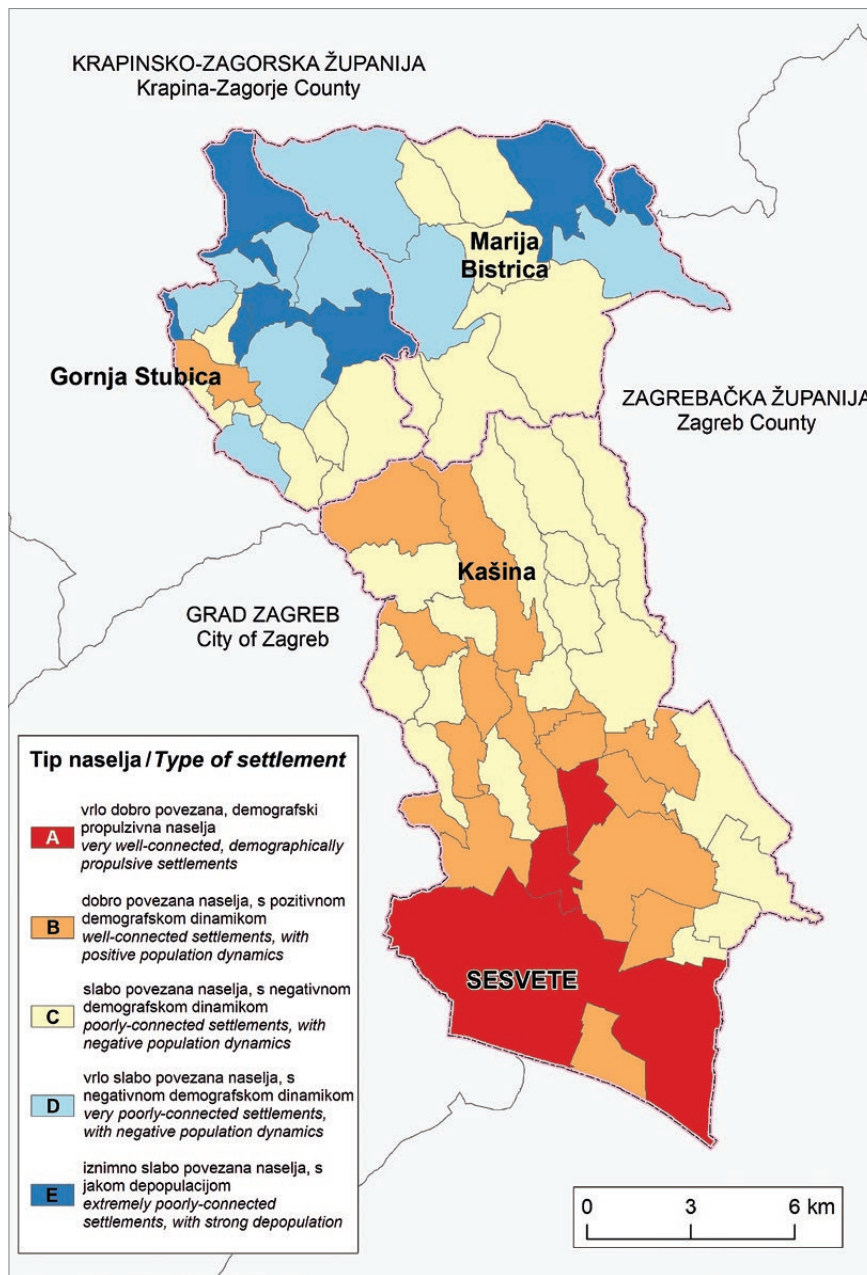 KRAPINSKO-ZAGORSKA ŽUPANIJA
Krapina-Zagorje County
Marija
Bistrica
Gornja Stubica
ZAGREBAČKA ŽUPANIJA
Zagreb County
Kašina
GRAD ZAGREB
City of Zagreb
SESVETE
Tip naselja / Type of settlement
A
vrlo dobro povezana, demografski
propulzivna naselja
very well-connected, demographically
propulsive settlements
B
dobro povezana naselja, s pozitivnom
demografskom dinamikom
well-connected settlements, with
positive population dynamics
C
slabo povezana naselja, s negativnom
demografskom dinamikom
poorly-connected settlements, with
negative population dynamics
D
vrlo slabo povezana naselja, s
negativnom demografskom dinamikom
very poorly-connected settlements,
with negative population dynamics
E
iznimno slabo povezana naselja, s
jakom depopulacijom
extremely poorly-connected
settlements, with strong depopulation
0 3 6 km